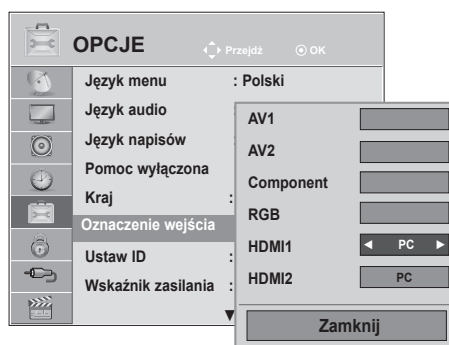 OPCJE Przejdź OK
Język menu : Polski
Język audio :
Język napisów :
Pomoc wyłączona
Kraj :
Oznaczenie wejścia
Ustaw ID :
Wskaźnik zasilania :
AV1
AV2
Component
RGB
HDMI1 ◄ PC ►
HDMI2 PC
Zamknij